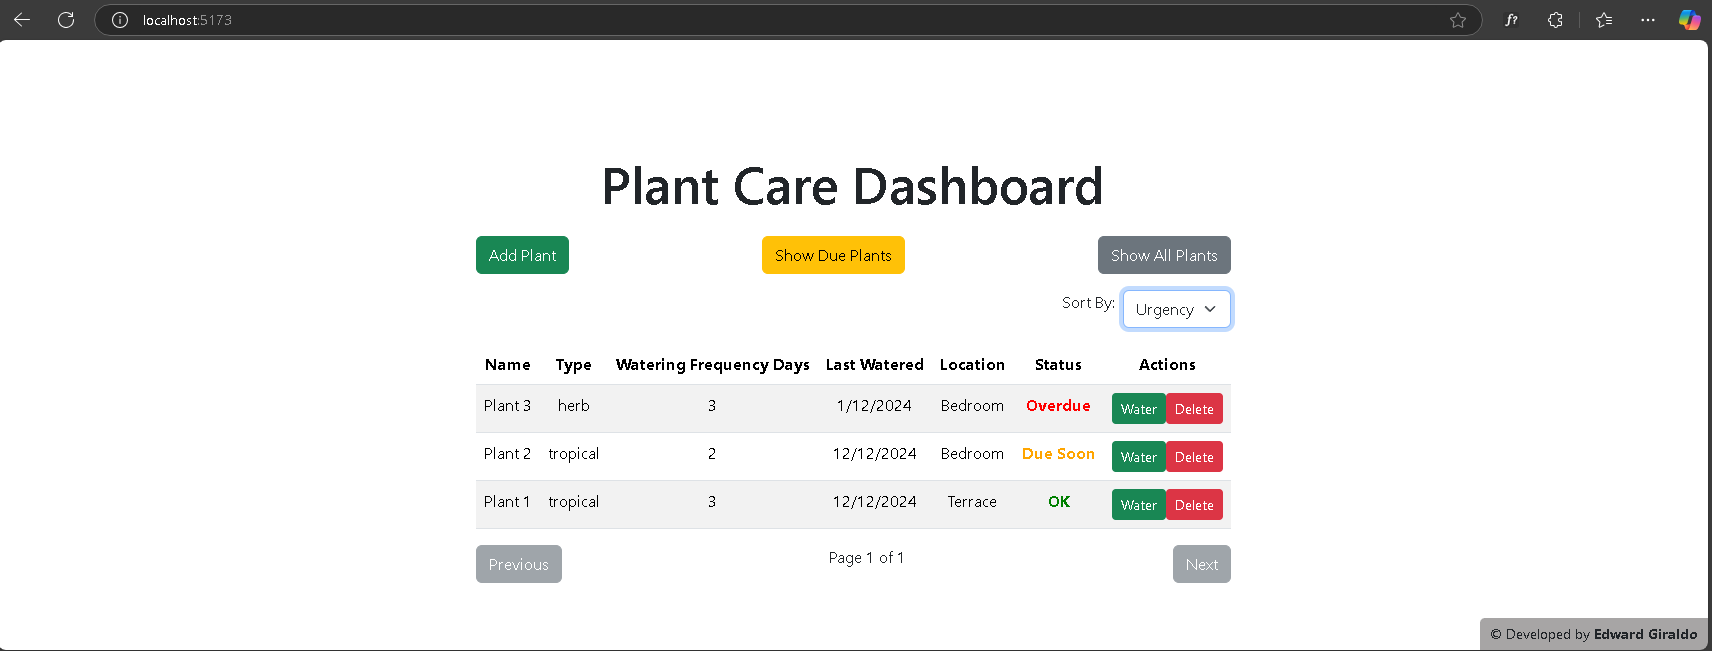 localhost:5173
Plant Care Dashboard
Add Plant Show Due Plants Show All Plants
Sort By: Urgency
Name Type Watering Frequency Days Last Watered Location Status Actions
Plant 3 herb 3 1/12/2024 Bedroom Overdue Water Delete
Plant 2 tropical 2 12/12/2024 Bedroom Due Soon Water Delete
Plant 1 tropical 3 12/12/2024 Terrace OK Water Delete
Previous Page 1 of 1 Next
© Developed by Edward Giraldo